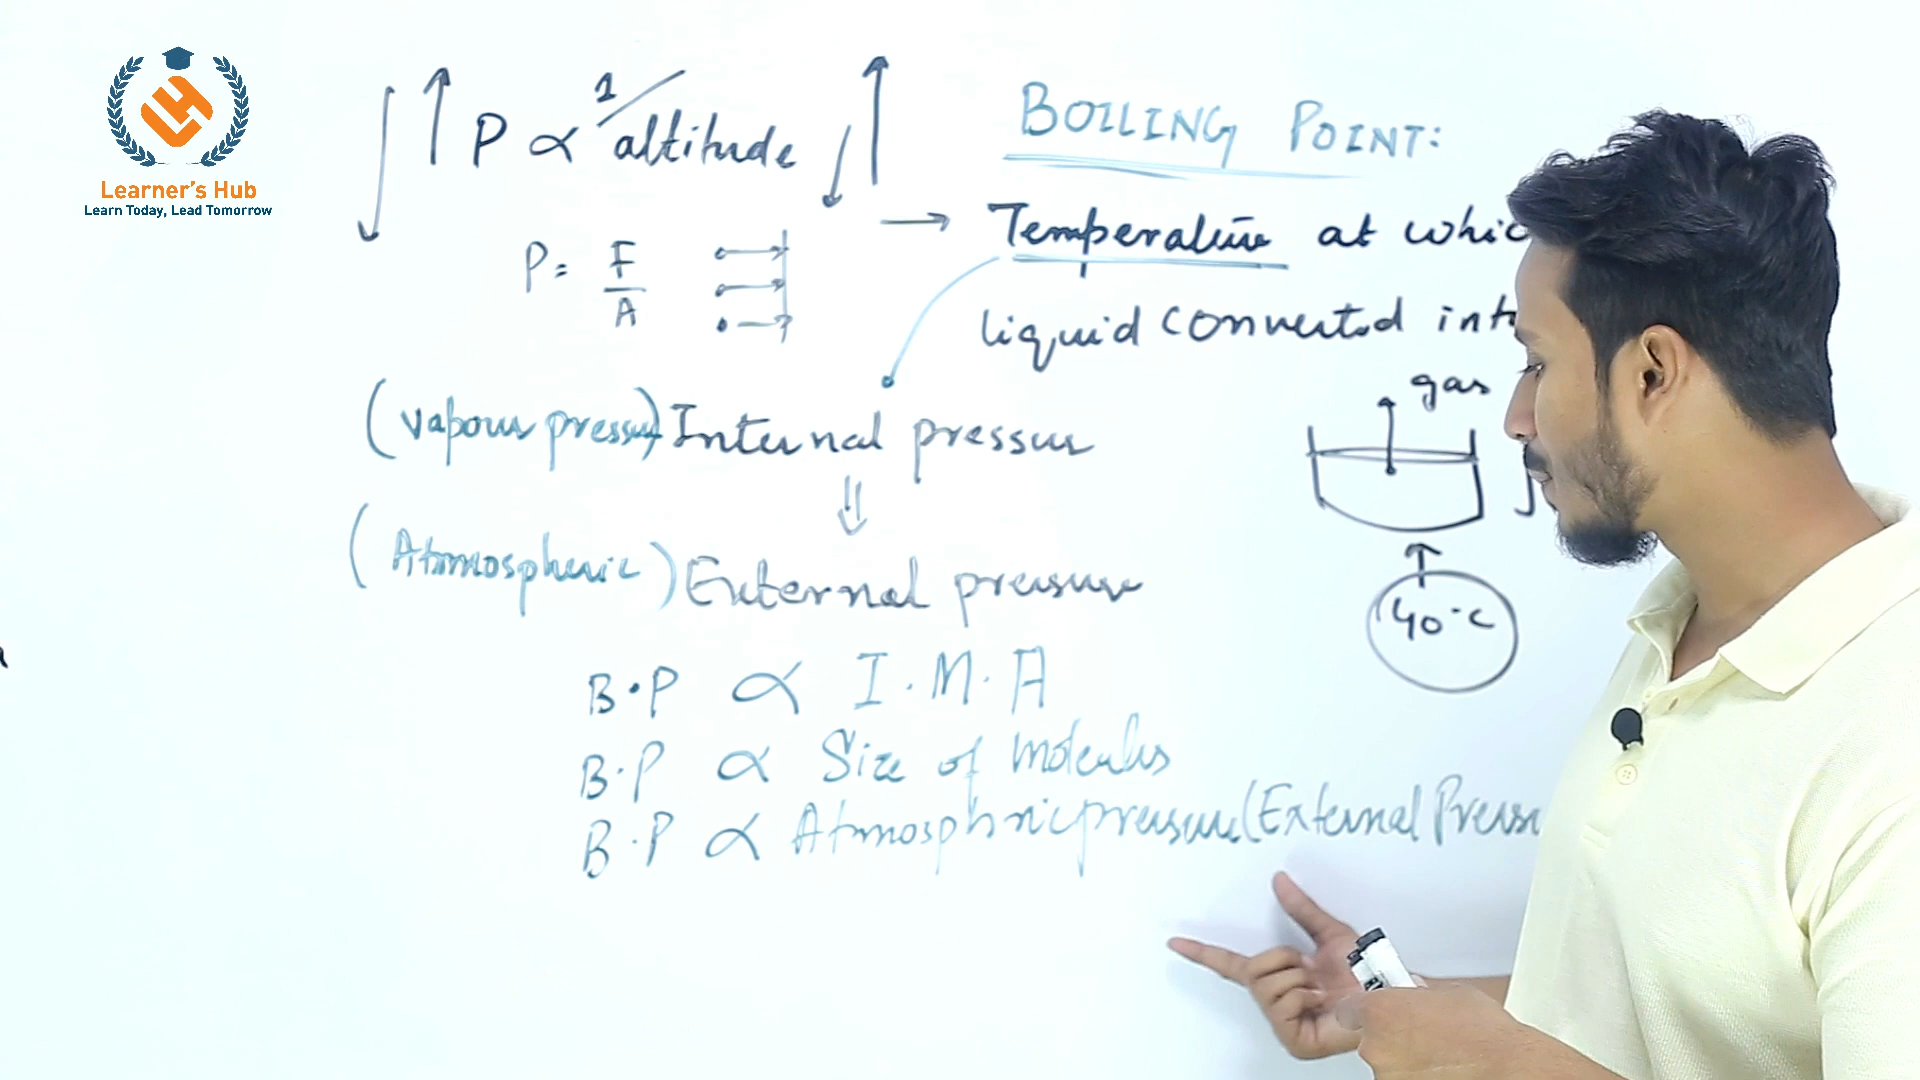 Learner's Hub
Learn Today, Lead Tomorrow
P ∝ 1/altitude
P = F/A
BOILING POINT:
Temperature at whic
liquid converted int
gas
(Vapour pressure) Internal pressure
⇓
(Atmospheric) External pressure
40°C
B.P ∝ I.M.A
B.P ∝ Size of molecules
B.P ∝ Atmosphric pressure (External Pressu